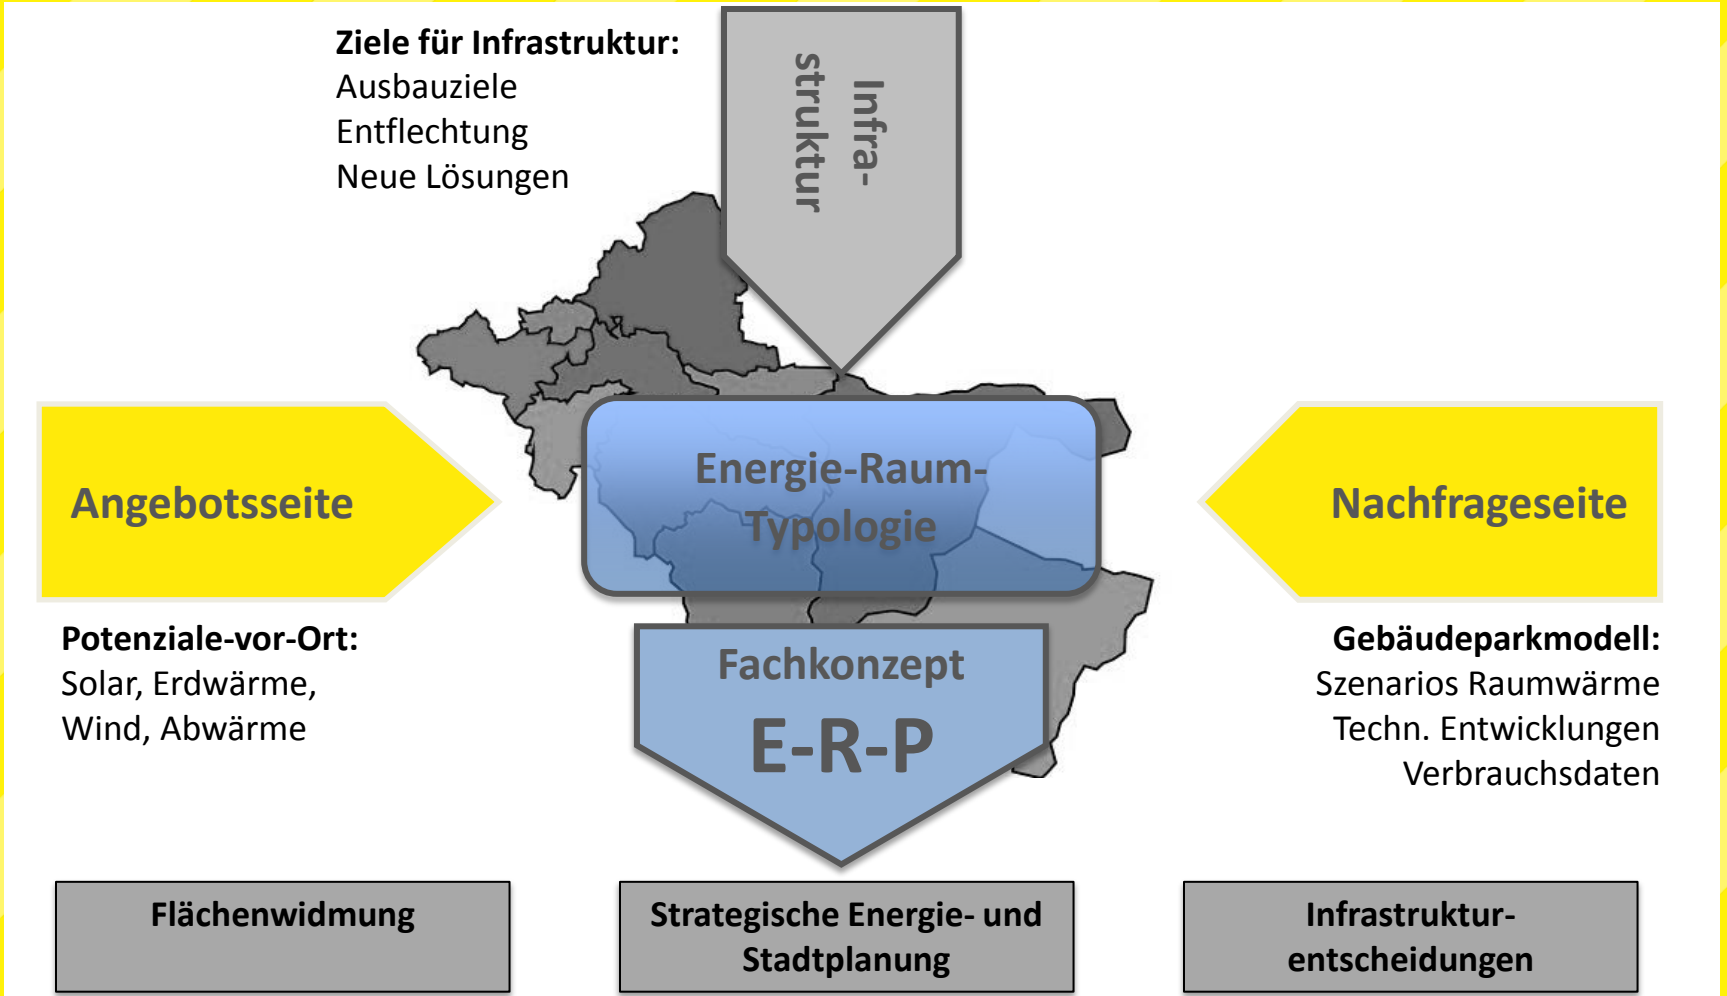 Ziele für Infrastruktur:
Ausbauziele
Entflechtung
Neue Lösungen
Infra-
struktur
Angebotsseite
Energie-Raum-
Typologie
Nachfrageseite
Potenziale-vor-Ort:
Solar, Erdwärme,
Wind, Abwärme
Fachkonzept
E-R-P
Gebäudeparkmodell:
Szenarios Raumwärme
Techn. Entwicklungen
Verbrauchsdaten
Flächenwidmung
Strategische Energie- und
Stadtplanung
Infrastruktur-
entscheidungen